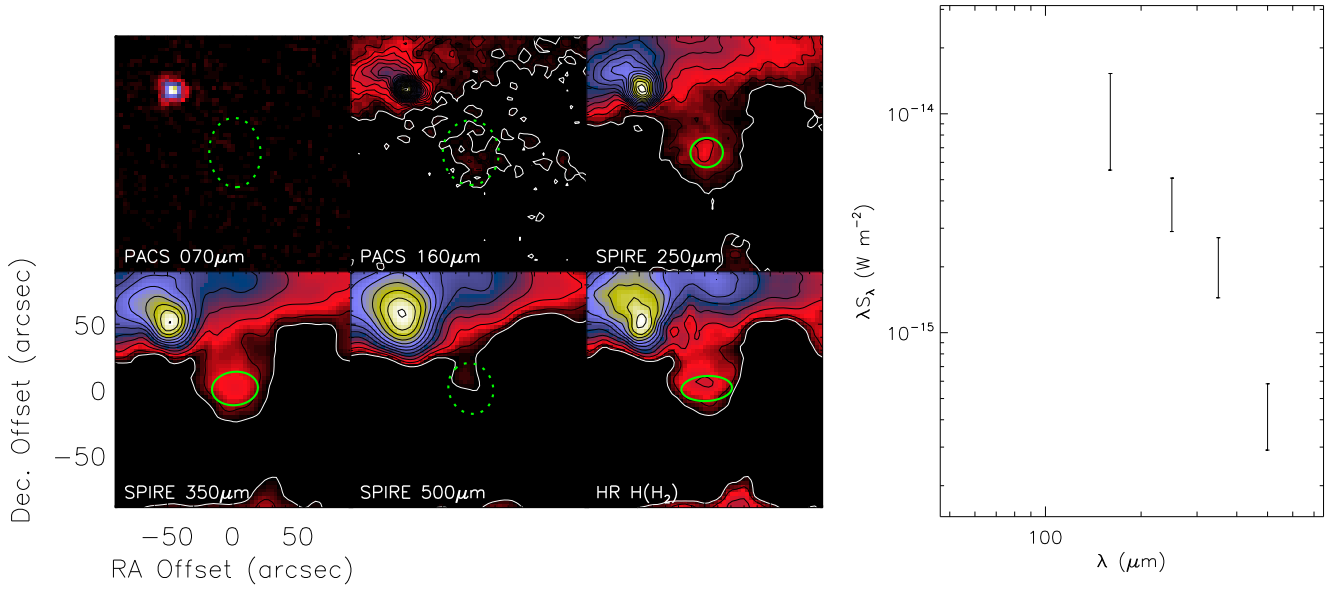 PACS 070μm
PACS 160μm
SPIRE 250μm
SPIRE 350μm
SPIRE 500μm
HR H(H₂)
Dec. Offset (arcsec)
50
0
−50
−50
0
50
RA Offset (arcsec)
λS_λ (W m⁻²)
10⁻¹⁴
10⁻¹⁵
100
λ (μm)